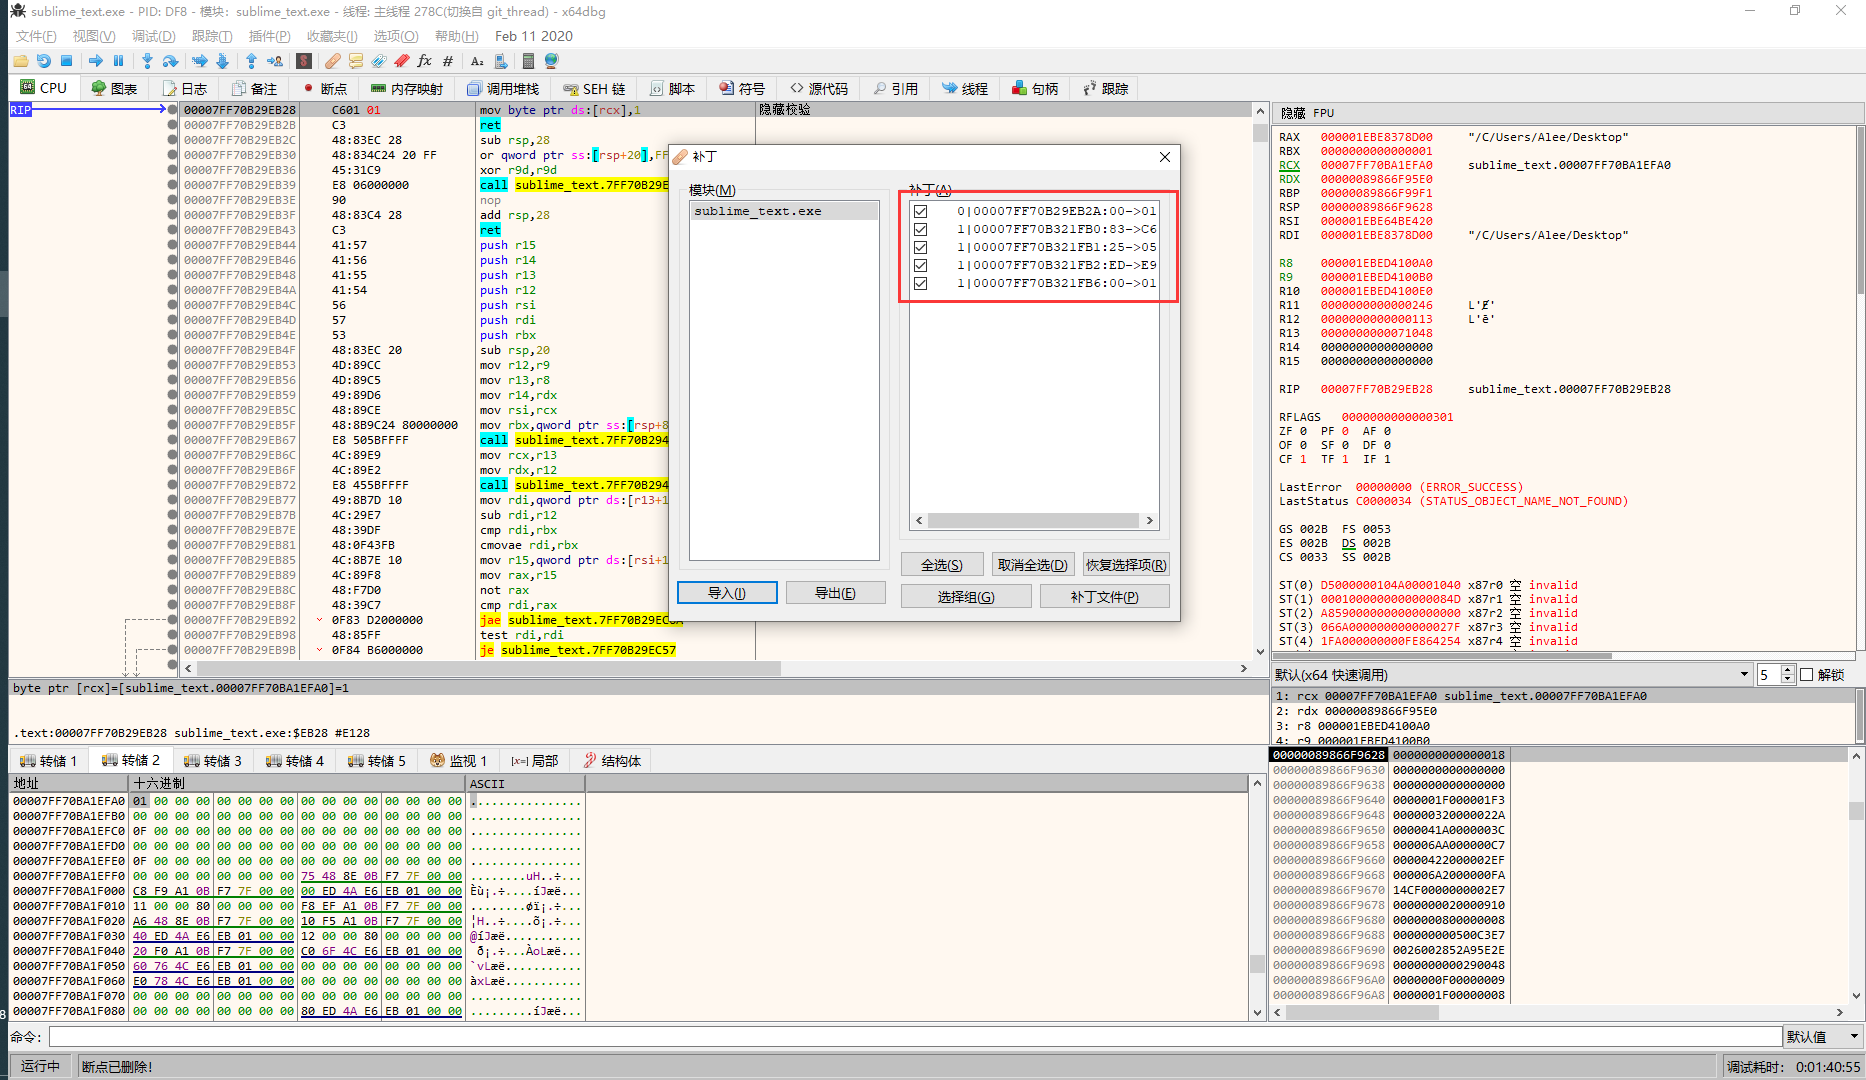 sublime_text.exe - PID: DF8 - 模块: sublime_text.exe - 线程: 主线程 278C(切换自 git_thread) - x64dbg
文件(F) 视图(V) 调试(D) 跟踪(T) 插件(P) 收藏夹(I) 选项(O) 帮助(H) Feb 11 2020
CPU 图表 日志 备注 断点 内存映射 调用堆栈 SEH 链 脚本 符号 源代码 引用 线程 句柄 跟踪
RIP
00007FF70B29EB28 C601 01 mov byte ptr ds:[rcx],1 隐藏校验
00007FF70B29EB2B C3 ret
00007FF70B29EB2C 48:83EC 28 sub rsp,28
00007FF70B29EB30 48:834C24 20 FF or qword ptr ss:[rsp+20],FF
00007FF70B29EB36 45:31C9 xor r9d,r9d
00007FF70B29EB39 E8 06000000 call sublime_text.7FF70B29E
00007FF70B29EB3E 90 nop
00007FF70B29EB3F 48:83C4 28 add rsp,28
00007FF70B29EB43 C3 ret
00007FF70B29EB44 41:57 push r15
00007FF70B29EB46 41:56 push r14
00007FF70B29EB48 41:55 push r13
00007FF70B29EB4A 41:54 push r12
00007FF70B29EB4C 56 push rsi
00007FF70B29EB4D 57 push rdi
00007FF70B29EB4E 53 push rbx
00007FF70B29EB4F 48:83EC 20 sub rsp,20
00007FF70B29EB53 4D:89CC mov r12,r9
00007FF70B29EB56 4D:89C5 mov r13,r8
00007FF70B29EB59 49:89D6 mov r14,rdx
00007FF70B29EB5C 48:89CE mov rsi,rcx
00007FF70B29EB5F 48:8B9C24 80000000 mov rbx,qword ptr ss:[rsp+8
00007FF70B29EB67 E8 505BFFFF call sublime_text.7FF70B294
00007FF70B29EB6C 4C:89E9 mov rcx,r13
00007FF70B29EB6F 4C:89E2 mov rdx,r12
00007FF70B29EB72 E8 455BFFFF call sublime_text.7FF70B294
00007FF70B29EB77 49:8B7D 10 mov rdi,qword ptr ds:[r13+1
00007FF70B29EB7B 4C:29E7 sub rdi,r12
00007FF70B29EB7E 48:39DF cmp rdi,rbx
00007FF70B29EB81 48:0F43FB cmovae rdi,rbx
00007FF70B29EB85 4C:8B7E 10 mov r15,qword ptr ds:[rsi+1
00007FF70B29EB89 4C:89F8 mov rax,r15
00007FF70B29EB8C 48:F7D0 not rax
00007FF70B29EB8F 48:39C7 cmp rdi,rax
00007FF70B29EB92 0F83 D2000000 jae sublime_text.7FF70B29EC6A
00007FF70B29EB98 48:85FF test rdi,rdi
00007FF70B29EB9B 0F84 B6000000 je sublime_text.7FF70B29EC57
补丁
模块(M)
sublime_text.exe
补丁(A)
0|00007FF70B29EB2A:00->01
1|00007FF70B321FB0:83->C6
1|00007FF70B321FB1:25->05
1|00007FF70B321FB2:ED->E9
1|00007FF70B321FB6:00->01
全选(S) 取消全选(D) 恢复选择项(R)
导入(I) 导出(E) 选择组(G) 补丁文件(P)
隐藏 FPU
RAX 000001EBE8378D00 "/C/Users/Alee/Desktop"
RBX 0000000000000001
RCX 00007FF70BA1EFA0 sublime_text.00007FF70BA1EFA0
RDX 00000089866F95E0
RBP 00000089866F99F1
RSP 00000089866F9628
RSI 000001EBE64BE420
RDI 000001EBE8378D00 "/C/Users/Alee/Desktop"
R8 000001EBED4100A0
R9 000001EBED4100B0
R10 000001EBED4100E0
R11 0000000000000246
R12 0000000000000113 L'ē'
R13 0000000000071048
R14 0000000000000000
R15 0000000000000000
RIP 00007FF70B29EB28 sublime_text.00007FF70B29EB28
RFLAGS 0000000000000301
ZF 0 PF 0 AF 0
OF 0 SF 0 DF 0
CF 1 TF 1 IF 1
LastError 00000000 (ERROR_SUCCESS)
LastStatus C0000034 (STATUS_OBJECT_NAME_NOT_FOUND)
GS 002B FS 0053
ES 002B DS 002B
CS 0033 SS 002B
ST(0) D5000000104A00001040 x87r0 空 invalid
ST(1) 0001000000000000084D x87r1 空 invalid
ST(2) A8590000000000000000 x87r2 空 invalid
ST(3) 066A000000000000027F x87r3 空 invalid
ST(4) 1FA000000000FE864254 x87r4 空 invalid
默认(x64 快速调用) 5 解锁
1: rcx 00007FF70BA1EFA0 sublime_text.00007FF70BA1EFA0
2: rdx 00000089866F95E0
3: r8 000001EBED4100A0
4: r9 000001EBED4100B0
byte ptr [rcx]=[sublime_text.00007FF70BA1EFA0]=1
.text:00007FF70B29EB28 sublime_text.exe:$EB28 #E128
转储 1 转储 2 转储 3 转储 4 转储 5 监视 1 [x=] 局部 结构体
地址 十六进制 ASCII
00007FF70BA1EFA0 01 00 00 00 00 00 00 00 00 00 00 00 00 00 00 00 ................
00007FF70BA1EFB0 00 00 00 00 00 00 00 00 00 00 00 00 00 00 00 00 ................
00007FF70BA1EFC0 0F 00 00 00 00 00 00 00 00 00 00 00 00 00 00 00 ................
00007FF70BA1EFD0 00 00 00 00 00 00 00 00 00 00 00 00 00 00 00 00 ................
00007FF70BA1EFE0 0F 00 00 00 00 00 00 00 00 00 00 00 00 00 00 00 ................
00007FF70BA1EFF0 00 00 00 00 00 00 00 00 75 48 8E 0B F7 7F 00 00 ........uH..÷...
00007FF70BA1F000 C8 F9 A1 0B F7 7F 00 00 00 ED 4A E6 EB 01 00 00 Èù¡.÷....íJæë...
00007FF70BA1F010 11 00 00 80 00 00 00 00 F8 EF A1 0B F7 7F 00 00 ........øï¡.÷...
00007FF70BA1F020 A6 48 8E 0B F7 7F 00 00 10 F5 A1 0B F7 7F 00 00 ¦H..÷....õ¡.÷...
00007FF70BA1F030 40 ED 4A E6 EB 01 00 00 12 00 00 80 00 00 00 00 @íJæë...........
00007FF70BA1F040 20 F0 A1 0B F7 7F 00 00 C0 6F 4C E6 EB 01 00 00  ð¡.÷...ÀoLæë...
00007FF70BA1F050 60 76 4C E6 EB 01 00 00 00 00 00 00 00 00 00 00 `vLæë...........
00007FF70BA1F060 E0 78 4C E6 EB 01 00 00 00 00 00 00 00 00 00 00 àxLæë...........
00007FF70BA1F070 00 00 00 00 00 00 00 00 00 00 00 00 00 00 00 00 ................
00007FF70BA1F080 00 00 00 00 00 00 00 00 80 ED 4A E6 EB 01 00 00 .........íJæë...
00000089866F9628 0000000000000018
00000089866F9630 0000000000000000
00000089866F9638 0000000000000000
00000089866F9640 0000001F000001F3
00000089866F9648 000000320000022A
00000089866F9650 0000041A0000003C
00000089866F9658 000006AA000000C7
00000089866F9660 00000422000002EF
00000089866F9668 000006A2000000FA
00000089866F9670 14CF0000000002E7
00000089866F9678 0000000020000910
00000089866F9680 0000000800000008
00000089866F9688 000000000500C3E7
00000089866F9690 0026002852A95E2E
00000089866F9698 0000000000290048
00000089866F96A0 0000000F00000009
00000089866F96A8 0000001F00000008
命令: 默认值
运行中 断点已删除! 调试耗时: 0:01:40:55